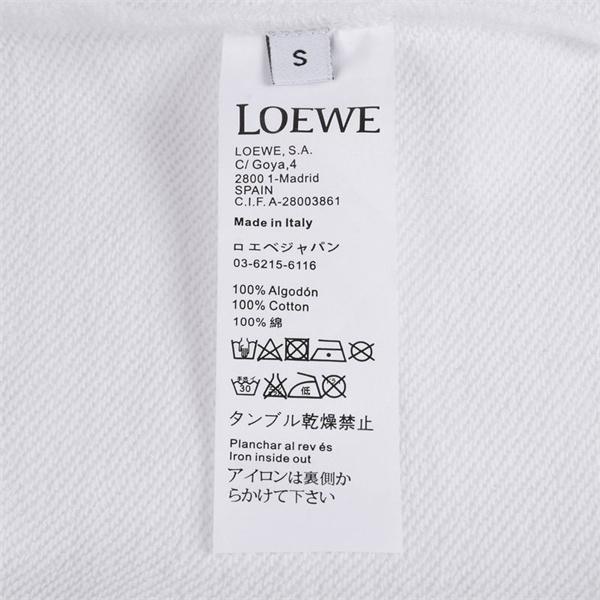 S
LOEWE
LOEWE, S.A.
C/ Goya,4
2800 1-Madrid
SPAIN
C.I.F. A-28003861
Made in Italy
ロエベジャパン
03-6215-6116
100% Algodón
100% Cotton
100% 綿
30 低
タンブル乾燥禁止
Planchar al rev és
Iron inside out
アイロンは裏側か
らかけて下さい